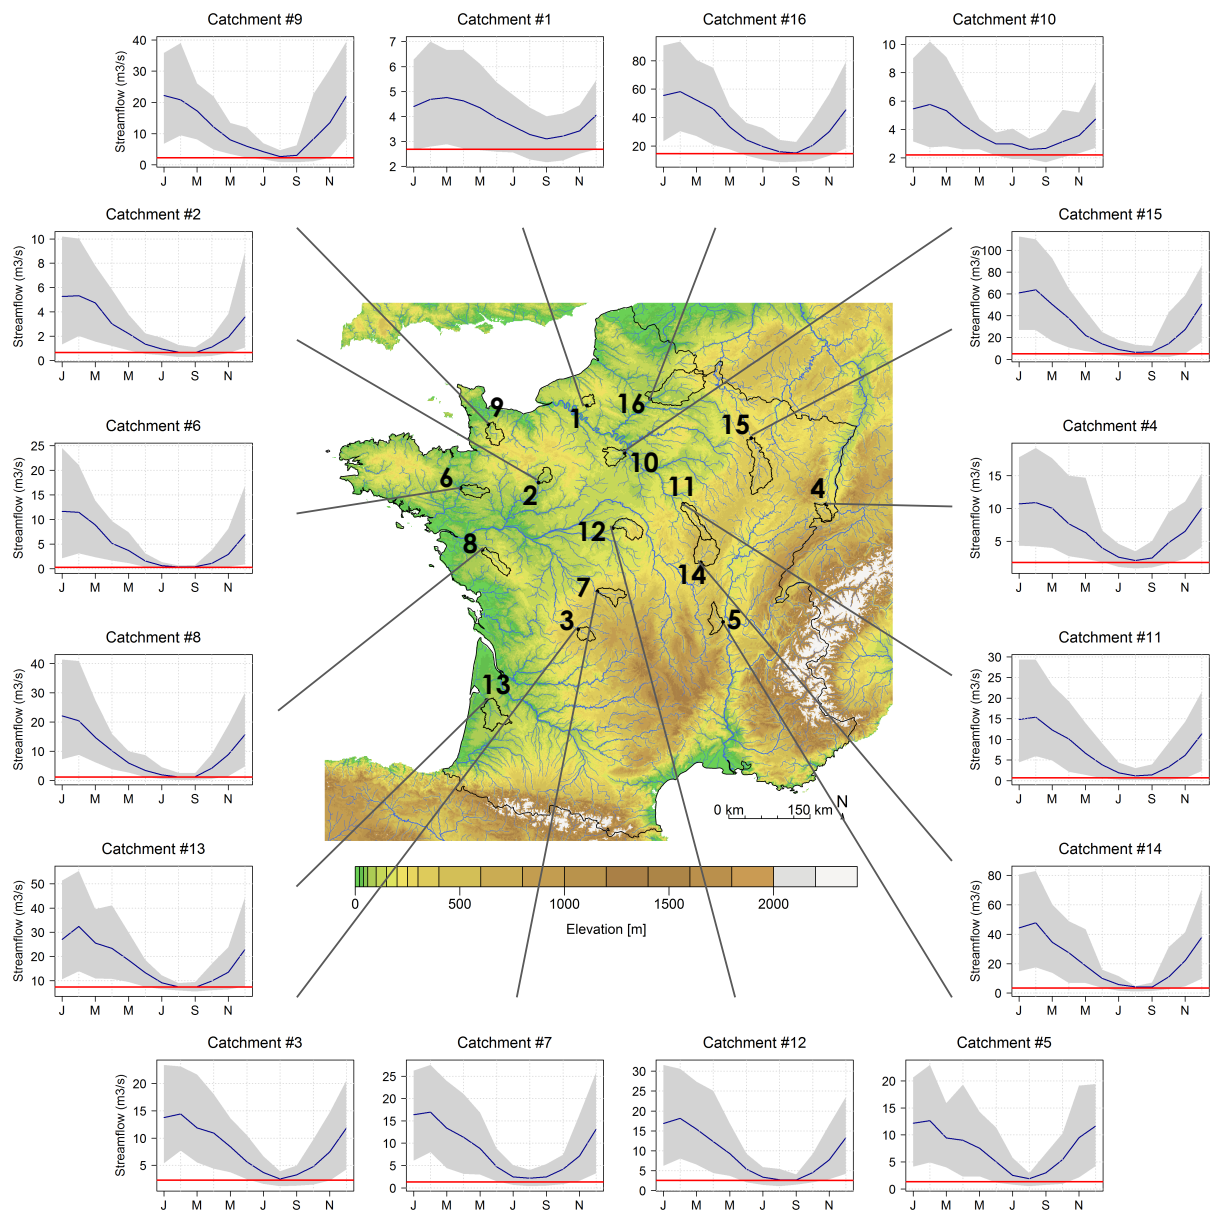 Catchment #9
Catchment #1
Catchment #16
Catchment #10
Streamflow (m3/s)
40
30
20
10
0
J M M J S N
7
6
5
4
3
2
J M M J S N
80
60
40
20
J M M J S N
10
8
6
4
2
J M M J S N
Catchment #2
Streamflow (m3/s)
10
8
6
4
2
0
J M M J S N
Catchment #15
Streamflow (m3/s)
100
80
60
40
20
0
J M M J S N
Catchment #6
Streamflow (m3/s)
25
20
15
10
5
0
J M M J S N
Catchment #4
Streamflow (m3/s)
15
10
5
J M M J S N
Catchment #8
Streamflow (m3/s)
40
30
20
10
0
J M M J S N
Catchment #11
Streamflow (m3/s)
30
25
20
15
10
5
0
J M M J S N
Catchment #13
Streamflow (m3/s)
50
40
30
20
10
J M M J S N
Catchment #14
Streamflow (m3/s)
80
60
40
20
0
J M M J S N
9
1
16
15
10
6
2
11
4
12
8
14
7
3
5
13
0 km 150 km
N
0 500 1000 1500 2000
Elevation [m]
Catchment #3
Catchment #7
Catchment #12
Catchment #5
Streamflow (m3/s)
20
15
10
5
J M M J S N
25
20
15
10
5
0
J M M J S N
30
25
20
15
10
5
0
J M M J S N
20
15
10
5
0
J M M J S N